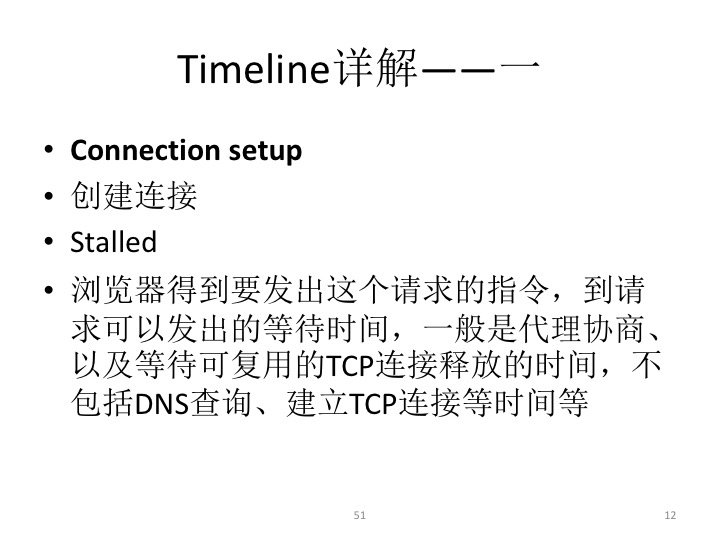 Timeline详解——一
• Connection setup
• 创建连接
• Stalled
• 浏览器得到要发出这个请求的指令，到请
求可以发出的等待时间，一般是代理协商、
以及等待可复用的TCP连接释放的时间，不
包括DNS查询、建立TCP连接等时间等
51
12